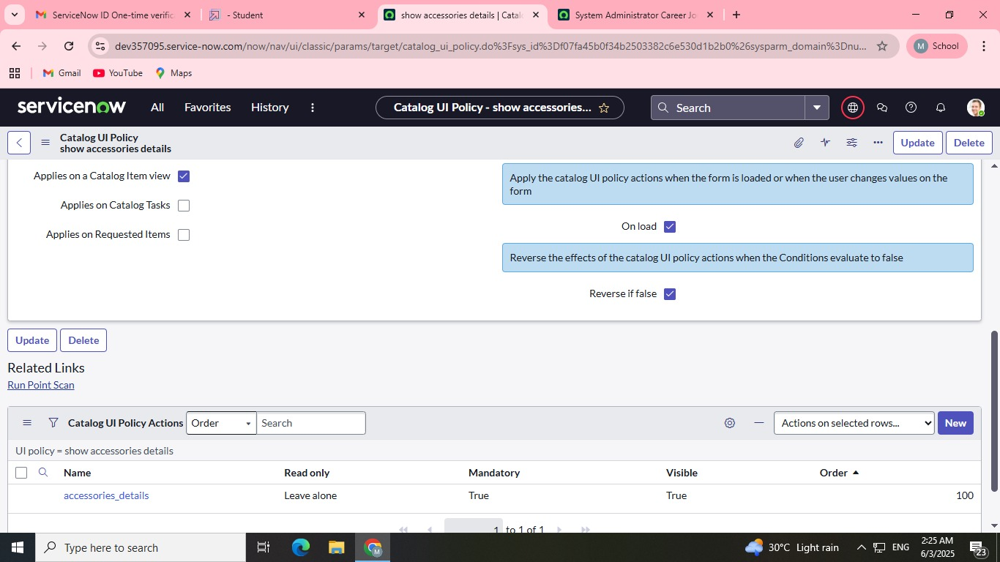 ServiceNow ID One-time verific
- Student
show accessories details | Catal
System Administrator Career Jo
dev357095.service-now.com/now/nav/ui/classic/params/target/catalog_ui_policy.do%3Fsys_id%3Df07fa45b0f34b2503382c6e530d1b2b0%26sysparm_domain%3Dnu...
M School
Gmail YouTube Maps
servicenow All Favorites History Catalog UI Policy - show accessories... Search
Catalog UI Policy
show accessories details
Update Delete
Applies on a Catalog Item view
Applies on Catalog Tasks
Applies on Requested Items
Apply the catalog UI policy actions when the form is loaded or when the user changes values on the
form
On load
Reverse the effects of the catalog UI policy actions when the Conditions evaluate to false
Reverse if false
Update Delete
Related Links
Run Point Scan
Catalog UI Policy Actions Order Search Actions on selected rows... New
UI policy = show accessories details
Name Read only Mandatory Visible Order
accessories_details Leave alone True True 100
1 to 1 of 1
Type here to search
M
30°C Light rain
ENG
2:25 AM
6/3/2025
23